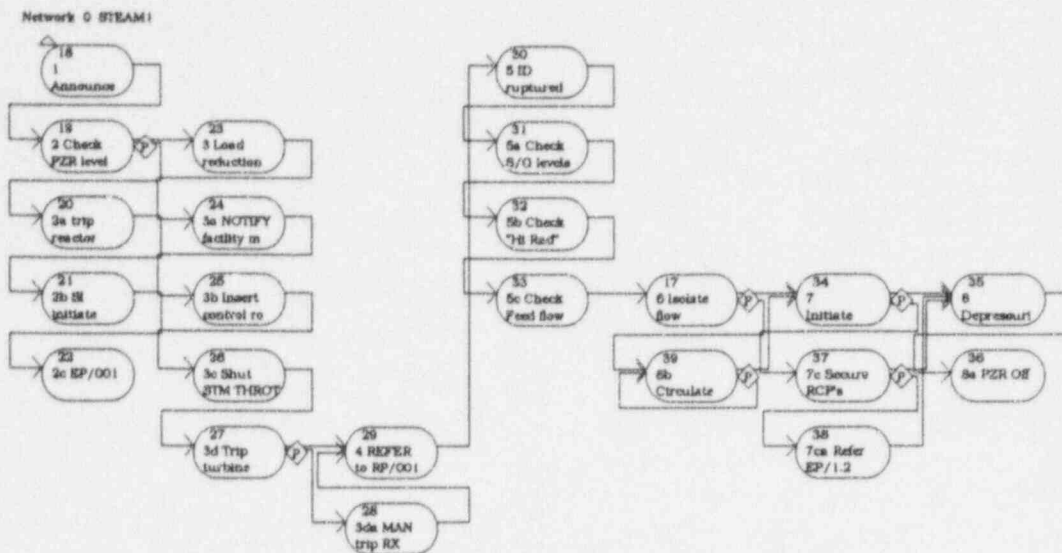 Network 0 STEAM1
18
1
Announce
19
2 Check
PZR level
P
20
2a trip
reactor
21
2b SI
initiate
22
2c EP/001
23
3 Load
reduction
24
3a NOTIFY
facility m
25
3b Insert
control ro
26
3c Shut
STM THROT
27
3d Trip
turbine
P
28
3da MAN
trip RX
29
4 REFER
to RP/001
30
5 ID
ruptured
31
5a Check
S/G levels
32
5b Check
"Hi Rad"
33
5c Check
Feed flow
17
6 Isolate
flow
P
39
6b
Circulate
P
34
7
Initiate
P
37
7c Secure
RCP's
P
38
7ca Refer
EP/1.2
35
8
Depressuri
36
8a PZR Off